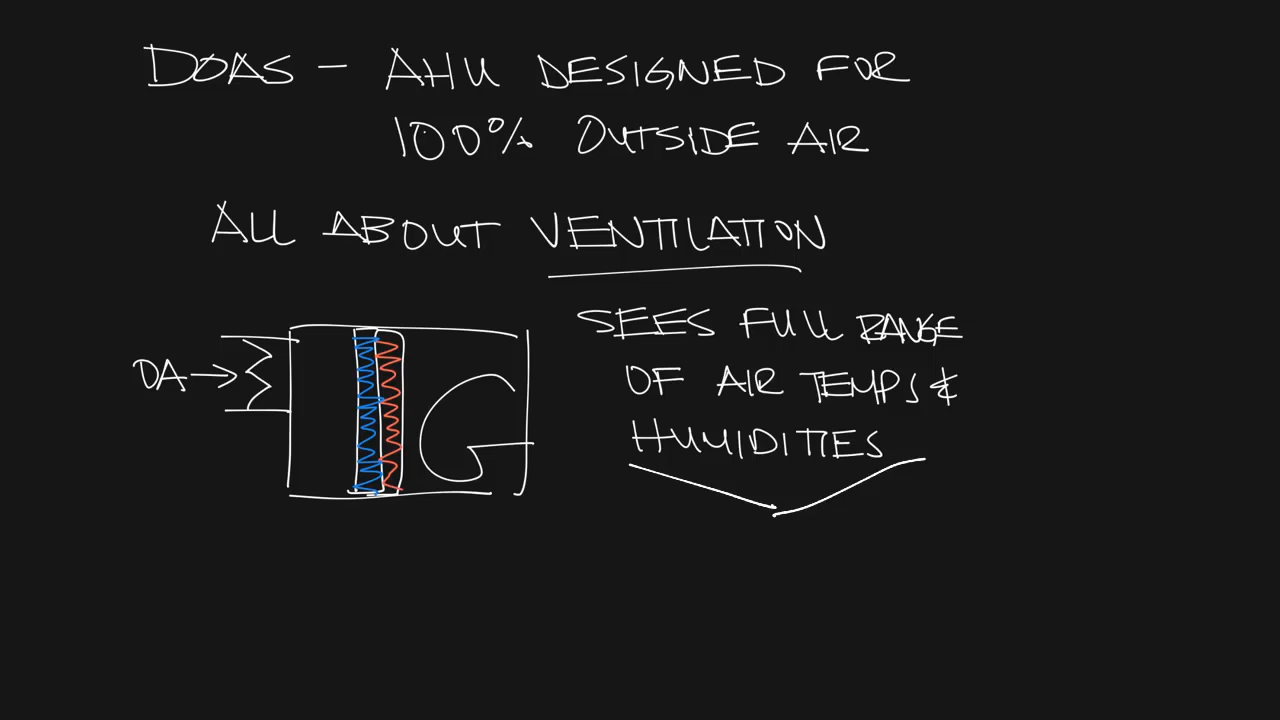 DOAS - AHU DESIGNED FOR
100% OUTSIDE AIR
ALL ABOUT VENTILATION
SEES FULL RANGE
OF AIR TEMPS &
HUMIDITIES
OA